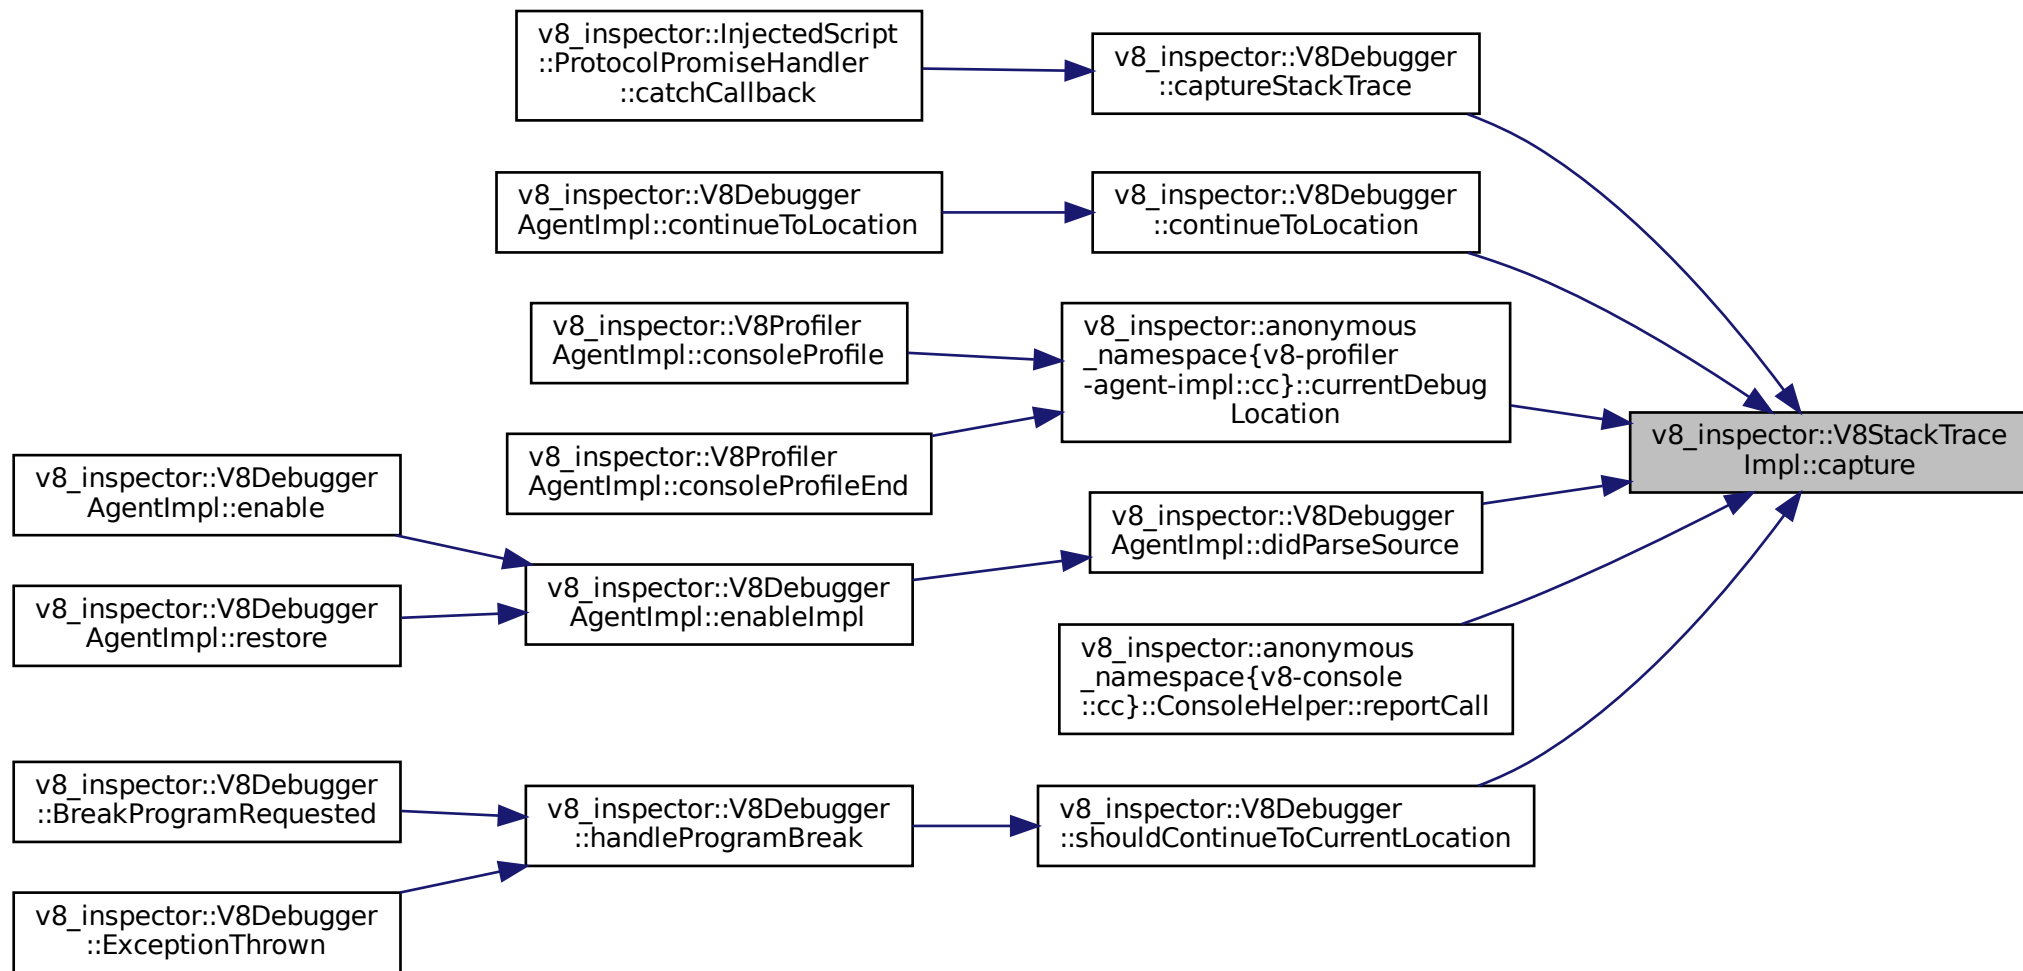 v8_inspector::InjectedScript
::ProtocolPromiseHandler
::catchCallback
v8_inspector::V8Debugger
::captureStackTrace
v8_inspector::V8Debugger
AgentImpl::continueToLocation
v8_inspector::V8Debugger
::continueToLocation
v8_inspector::V8Profiler
AgentImpl::consoleProfile
v8_inspector::anonymous
_namespace{v8-profiler
-agent-impl::cc}::currentDebug
Location
v8_inspector::V8StackTrace
Impl::capture
v8_inspector::V8Profiler
AgentImpl::consoleProfileEnd
v8_inspector::V8Debugger
AgentImpl::enable
v8_inspector::V8Debugger
AgentImpl::didParseSource
v8_inspector::V8Debugger
AgentImpl::enableImpl
v8_inspector::V8Debugger
AgentImpl::restore
v8_inspector::anonymous
_namespace{v8-console
::cc}::ConsoleHelper::reportCall
v8_inspector::V8Debugger
::BreakProgramRequested
v8_inspector::V8Debugger
::handleProgramBreak
v8_inspector::V8Debugger
::shouldContinueToCurrentLocation
v8_inspector::V8Debugger
::ExceptionThrown